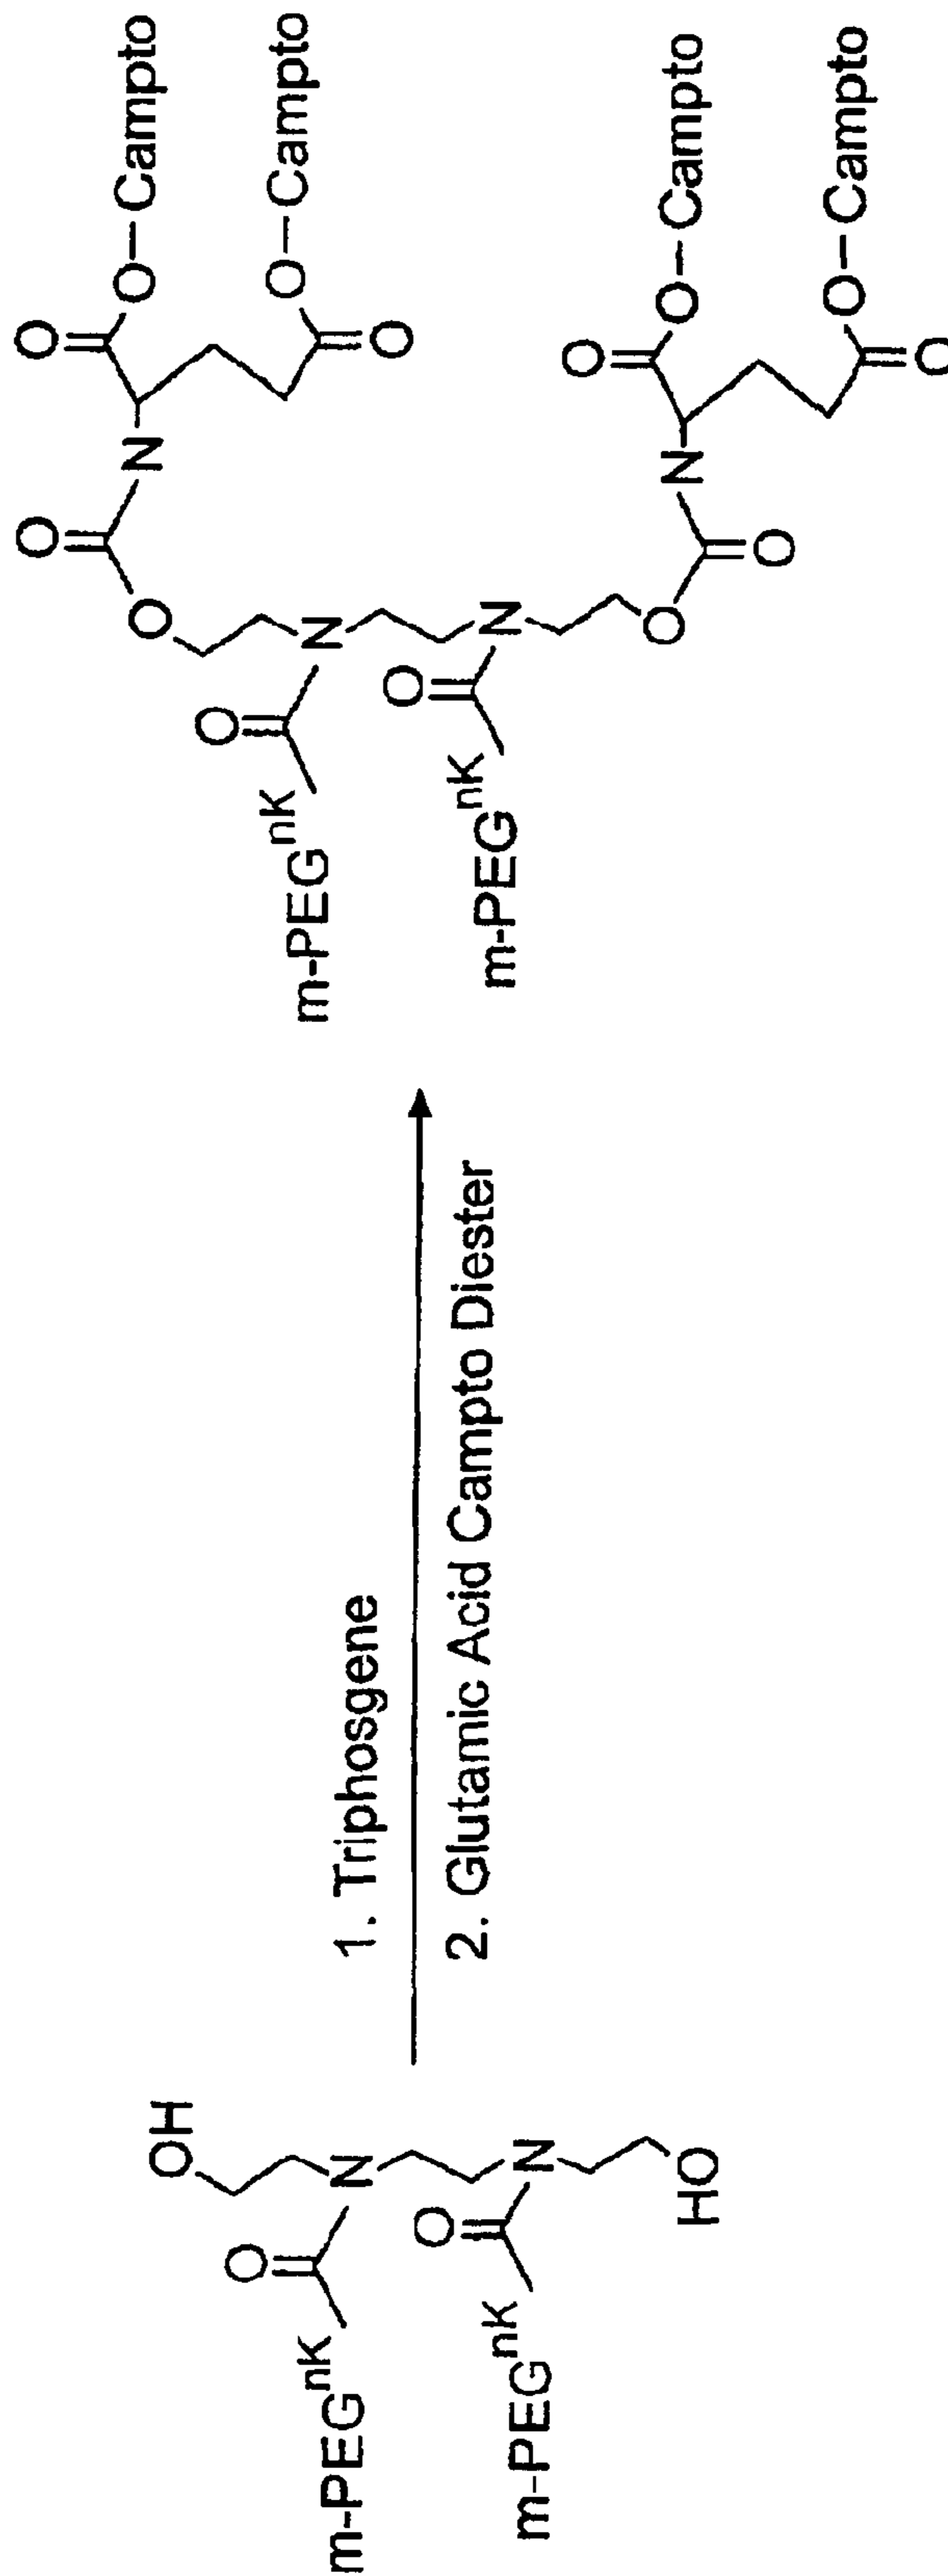 OH
O
N
m-PEG^nK
O
N
m-PEG^nK
HO
1. Triphosgene
2. Glutamic Acid Campto Diester
O
O
O–Campto
O
N
O–Campto
O
O
N
m-PEG^nK
O
N
m-PEG^nK
O
O
O–Campto
N
O
O–Campto
O